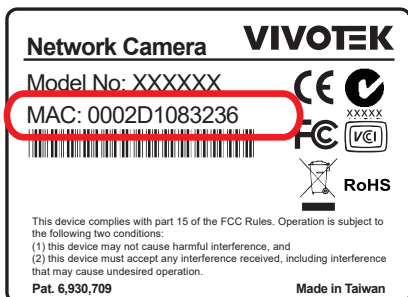 Network Camera VIVOTEK
Model No: XXXXXX
MAC: 0002D1083236
CE
XXXXX
FC
VCI
RoHS
This device complies with part 15 of the FCC Rules. Operation is subject to
the following two conditions:
(1) this device may not cause harmful interference, and
(2) this device must accept any interference received, including interference
that may cause undesired operation.
Pat. 6,930,709 Made in Taiwan